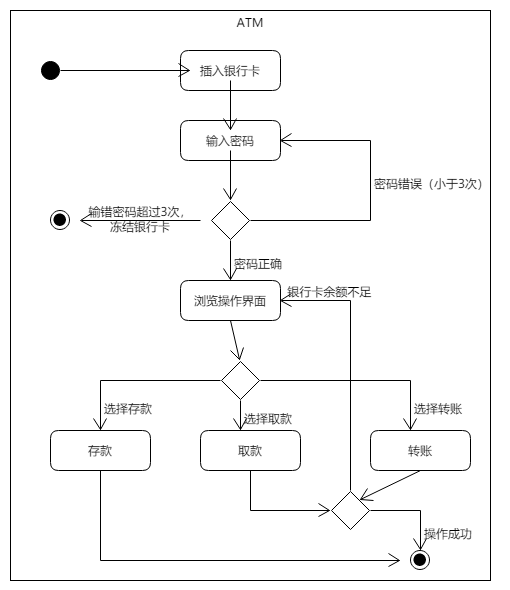 ATM
插入银行卡
输入密码
密码错误（小于3次）
输错密码超过3次，
冻结银行卡
密码正确
浏览操作界面
银行卡余额不足
选择存款
选择取款
选择转账
存款
取款
转账
操作成功